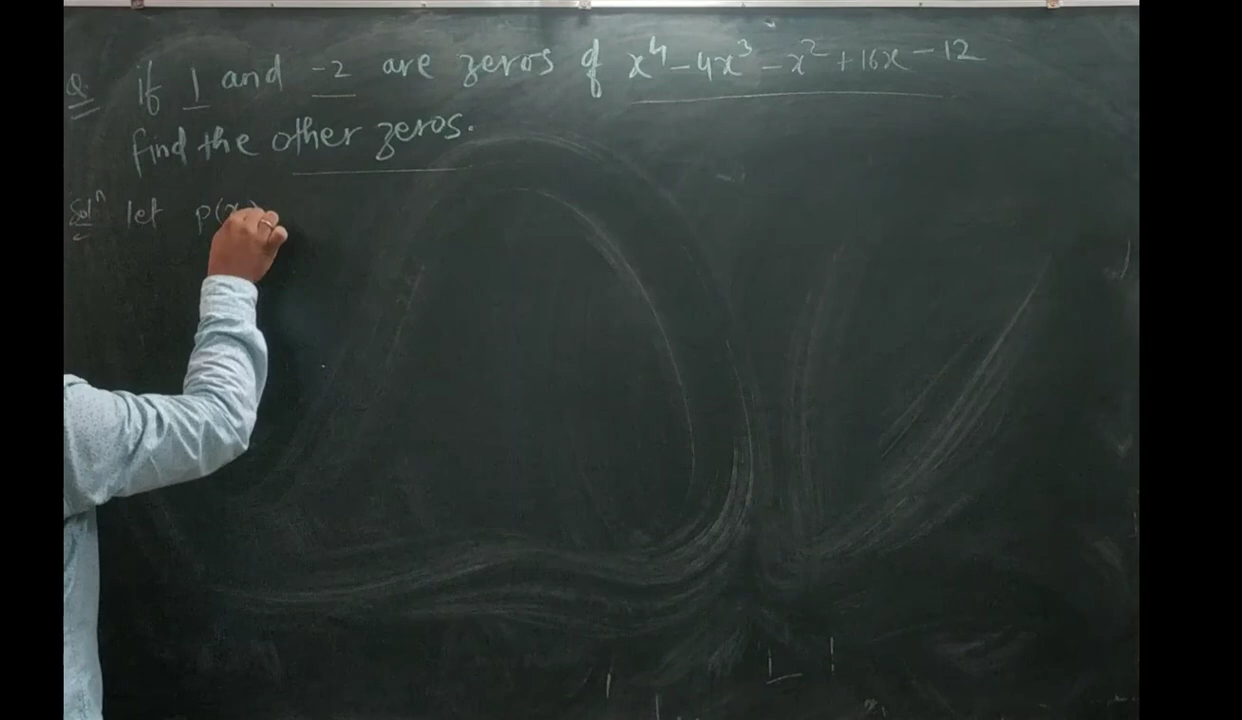 Q. If 1 and -2 are zeros of x⁴-4x³-x²+16x-12
find the other zeros.
Solⁿ let p(x)